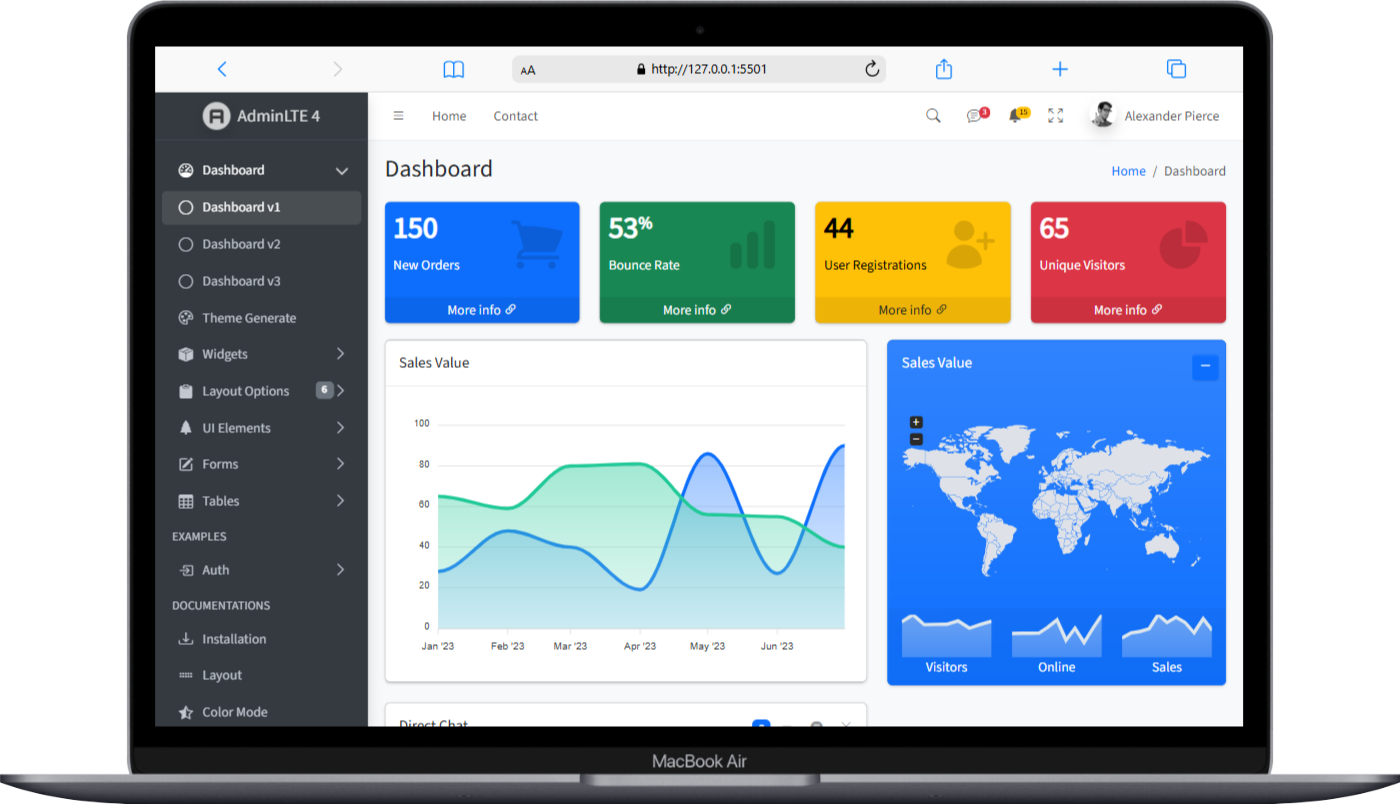 AA
http://127.0.0.1:5501
AdminLTE 4
Home
Contact
3
15
Alexander Pierce
Dashboard
Dashboard v1
Dashboard v2
Dashboard v3
Theme Generate
Widgets
Layout Options
6
UI Elements
Forms
Tables
EXAMPLES
Auth
DOCUMENTATIONS
Installation
Layout
Color Mode
Dashboard
Home / Dashboard
150
New Orders
More info
53%
Bounce Rate
More info
44
User Registrations
More info
65
Unique Visitors
More info
Sales Value
100
80
60
40
20
0
Jan '23
Feb '23
Mar '23
Apr '23
May '23
Jun '23
Sales Value
+
−
Visitors
Online
Sales
Direct Chat
MacBook Air